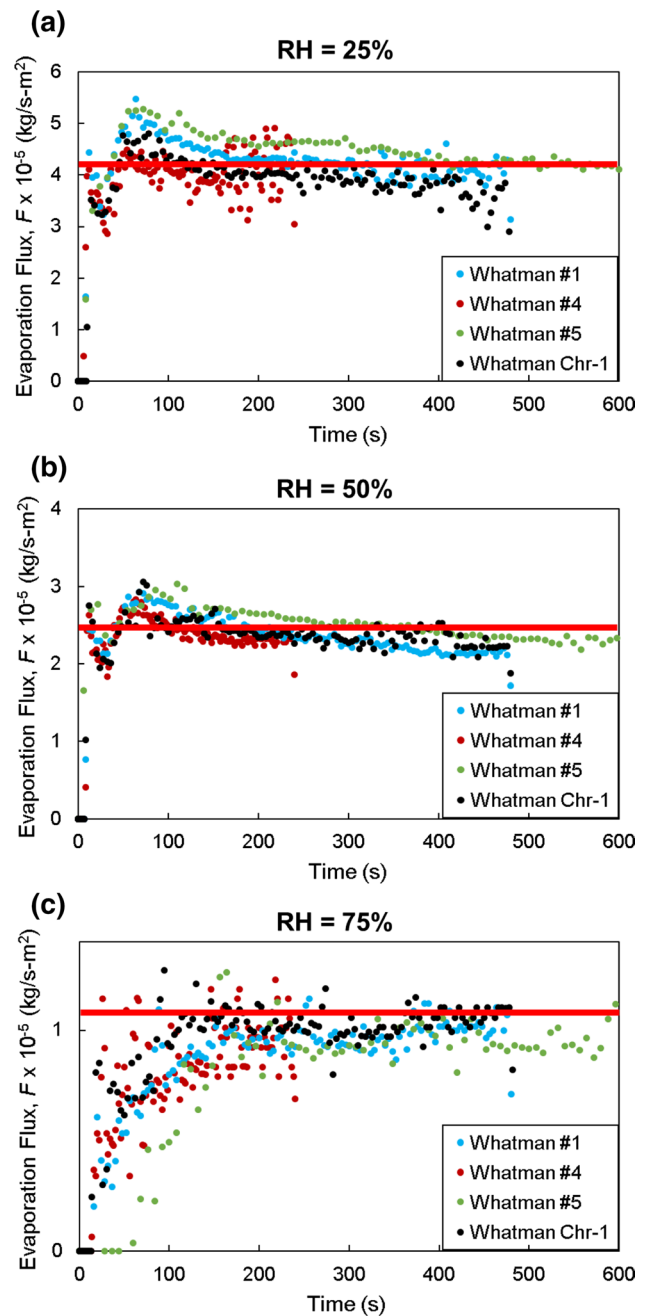 (a)
RH = 25%
Evaporation Flux, F x 10⁻⁵ (kg/s-m²)
6
5
4
3
2
1
0
Whatman #1
Whatman #4
Whatman #5
Whatman Chr-1
0 100 200 300 400 500 600
Time (s)
(b)
RH = 50%
Evaporation Flux, F x 10⁻⁵ (kg/s-m²)
4
3
2
1
0
Whatman #1
Whatman #4
Whatman #5
Whatman Chr-1
0 100 200 300 400 500 600
Time (s)
(c)
RH = 75%
Evaporation Flux, F x 10⁻⁵ (kg/s-m²)
1
0
Whatman #1
Whatman #4
Whatman #5
Whatman Chr-1
0 100 200 300 400 500 600
Time (s)